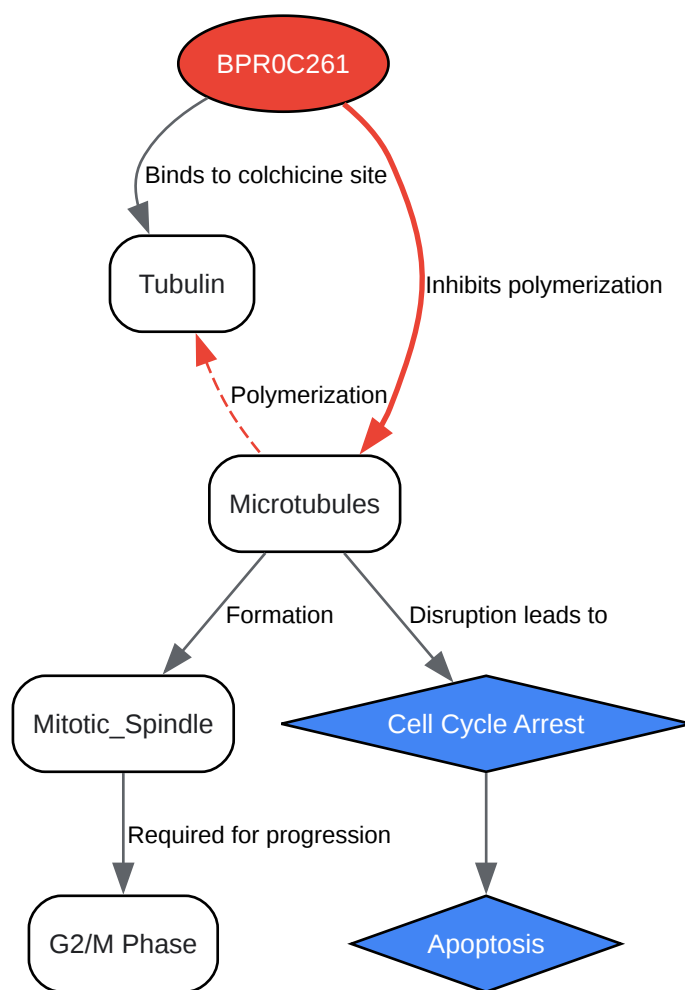 BPR0C261
Binds to colchicine site
Tubulin
Inhibits polymerization
Polymerization
Microtubules
Formation
Disruption leads to
Mitotic_Spindle
Cell Cycle Arrest
Required for progression
G2/M Phase
Apoptosis